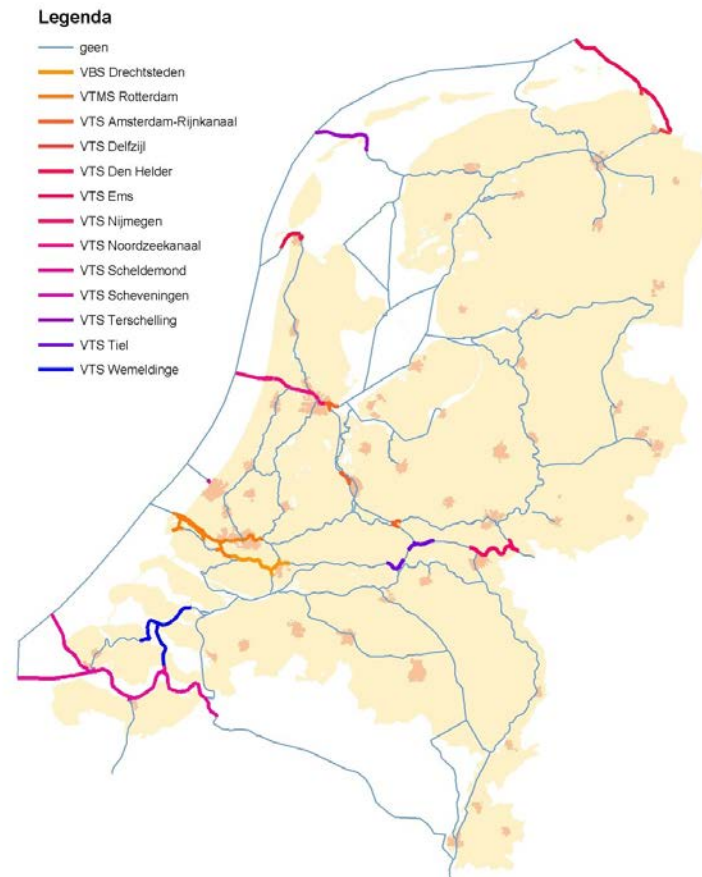 Legenda
geen
VBS Drechtsteden
VTMS Rotterdam
VTS Amsterdam-Rijnkanaal
VTS Delfzijl
VTS Den Helder
VTS Ems
VTS Nijmegen
VTS Noordzeekanaal
VTS Scheldemond
VTS Scheveningen
VTS Terschelling
VTS Tiel
VTS Wemeldinge